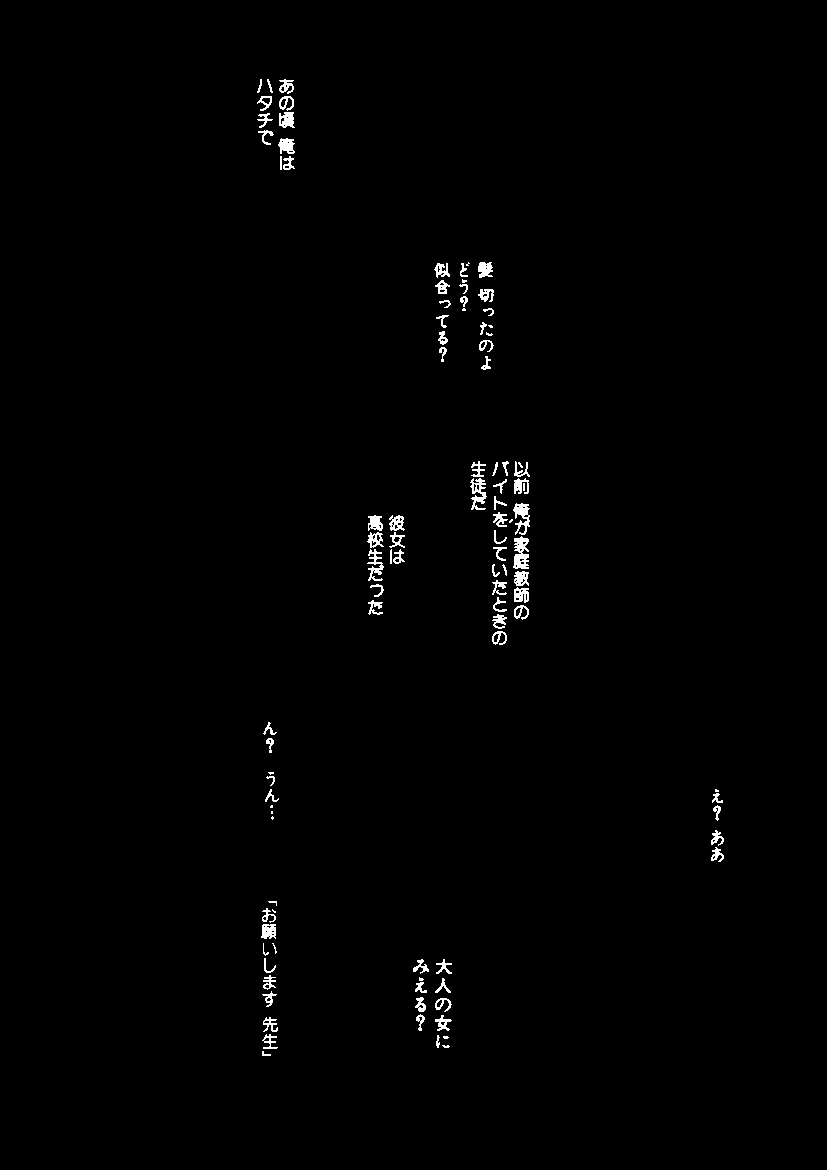 髪 切ったのよ
どう？
似合ってる？
あの頃 俺は
ハタチで
以前 俺が家庭教師の
バイトをしていたときの
生徒だ
彼女は
高校生だった
え？ ああ
大人の女に
みえる？
ん？ うん…
「お願いします 先生」